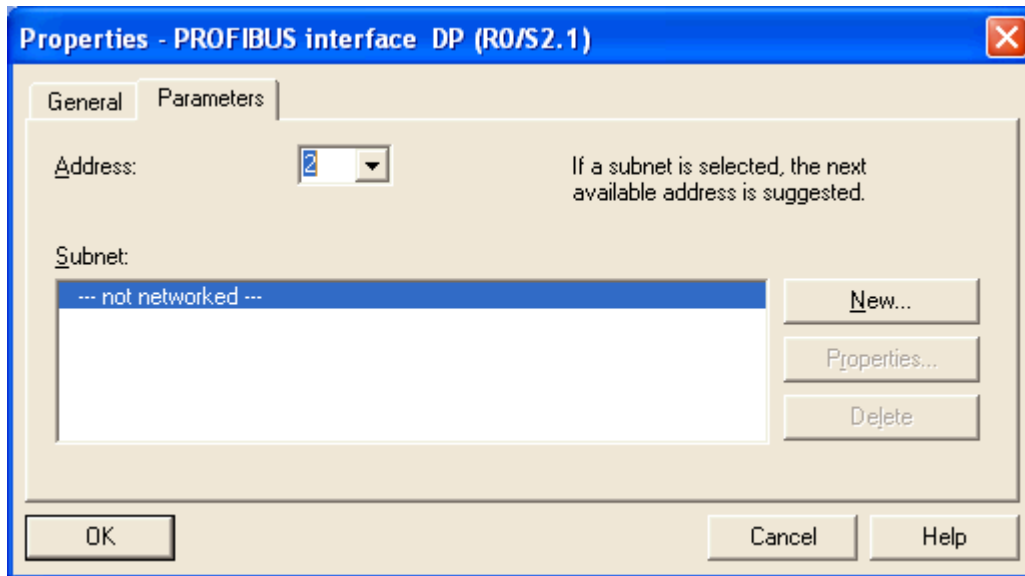 Properties - PROFIBUS interface  DP (R0/S2.1)
General
Parameters
Address:
2
If a subnet is selected, the next
available address is suggested.
Subnet:
--- not networked ---
New...
Properties...
Delete
OK
Cancel
Help